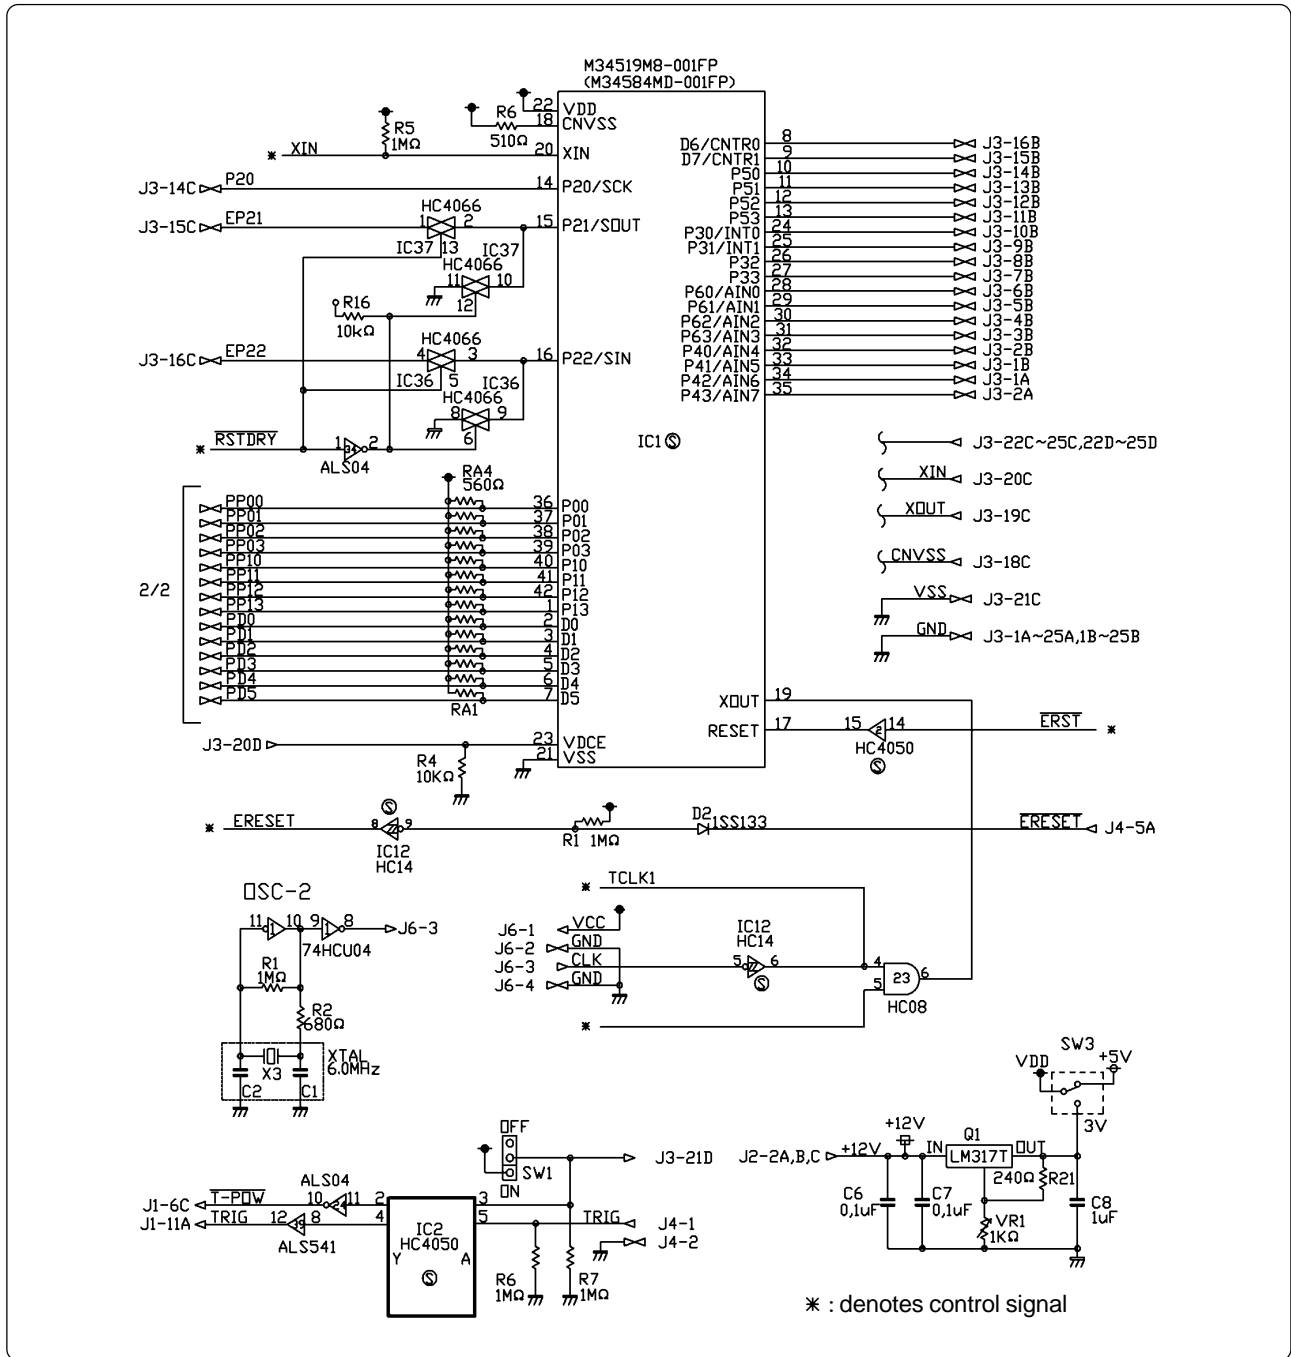 M34519M8-001FP
(M34584MD-001FP)
22 VDD
R6
510Ω
18 CNVSS
R5
1MΩ
* XIN 20 XIN
J3-14C P20 14 P20/SCK
HC4066
J3-15C EP21 1 2 15 P21/SOUT
IC37 13 IC37
HC4066
11 10
12
R16
10kΩ
HC4066
J3-16C EP22 4 3 16 P22/SIN
IC36 5 IC36
HC4066
8 9
6
* RSTDRY 1 34 2
ALS04
IC1 Ⓢ
D6/CNTR0 8 J3-16B
D7/CNTR1 9 J3-15B
P50 10 J3-14B
P51 11 J3-13B
P52 12 J3-12B
P53 13 J3-11B
P30/INT0 24 J3-10B
P31/INT1 25 J3-9B
P32 26 J3-8B
P33 27 J3-7B
P60/AIN0 28 J3-6B
P61/AIN1 29 J3-5B
P62/AIN2 30 J3-4B
P63/AIN3 31 J3-3B
P40/AIN4 32 J3-2B
P41/AIN5 33 J3-1B
P42/AIN6 34 J3-1A
P43/AIN7 35 J3-2A
J3-22C~25C,22D~25D
XIN J3-20C
XOUT J3-19C
CNVSS J3-18C
VSS J3-21C
GND J3-1A~25A,1B~25B
RA4
560Ω
2/2
PP00 36 P00
PP01 37 P01
PP02 38 P02
PP03 39 P03
PP10 40 P10
PP11 41 P11
PP12 42 P12
PP13 1 P13
PD0 2 D0
PD1 3 D1
PD2 4 D2
PD3 5 D3
PD4 6 D4
PD5 7 D5
RA1
XOUT 19
RESET 17 15 2 14 ERST *
HC4050
Ⓢ
J3-20D 23 VDCE
21 VSS
R4
10KΩ
Ⓢ
* ERESET 8 9 R1 1MΩ D2 1SS133 ERESET J4-5A
IC12
HC14
* TCLK1
OSC-2
11 1 10 9 1 8 J6-3
74HCU04
R1
1MΩ
R2
680Ω
XTAL
6.0MHz
X3
C2 C1
J6-1 VCC
J6-2 GND
J6-3 CLK
J6-4 GND
IC12
HC14
5 6
Ⓢ
4
5 23 6
HC08
*
SW3
VDD +5V
3V
+12V
J2-2A,B,C +12V IN Q1 OUT
LM317T
240Ω R21
C6
0,1uF
C7
0,1uF
VR1
1KΩ
C8
1uF
OFF
SW1
ON
J3-21D
ALS04
J1-6C T-POW 10 24 11 2 3
J1-11A TRIG 12 39 8 4 5 TRIG J4-1
ALS541
J4-2
IC2
HC4050
Y A
Ⓢ
R6
1MΩ
R7
1MΩ
* : denotes control signal